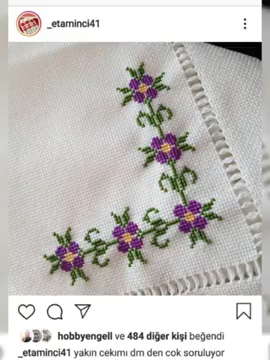 _etaminci41
hobbyengell ve 484 diğer kişi beğendi
_etaminci41 yakın cekımı dm den cok soruluyor